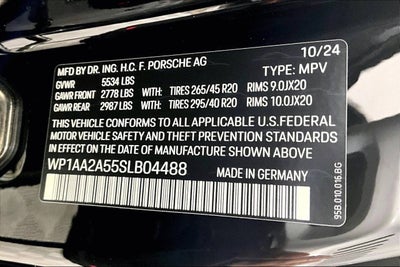 10/24
MFD BY DR. ING. H.C. F. PORSCHE AG
GVWR 5534 LBS TYPE: MPV
GAWR FRONT 2778 LBS WITH: TIRES 265/45 R20 RIMS 9.0JX20
GAWR REAR 2987 LBS WITH: TIRES 295/40 R20 RIMS 10.0JX20
THIS VEHICLE CONFORMS TO ALL APPLICABLE U.S.FEDERAL
MOTOR VEHICLE SAFETY AND THEFT PREVENTION STANDARDS
IN EFFECT ON THE DATE OF MANUFACTURE SHOWN ABOVE
WP1AA2A55SLB04488 MADE IN GERMANY
95B.010.016.BG